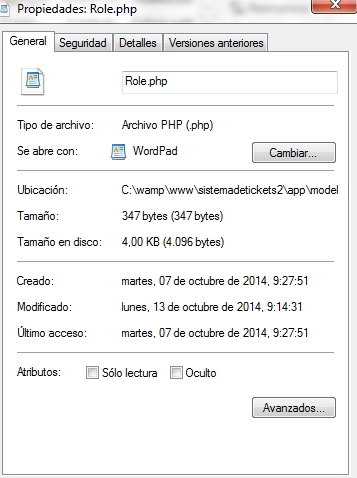 Propiedades: Role.php
General Seguridad Detalles Versiones anteriores
Role.php
Tipo de archivo: Archivo PHP (.php)
Se abre con: WordPad Cambiar...
Ubicación: C:\wamp\www\sistemadetickets2\app\model
Tamaño: 347 bytes (347 bytes)
Tamaño en disco: 4,00 KB (4.096 bytes)
Creado: martes, 07 de octubre de 2014, 9:27:51
Modificado: lunes, 13 de octubre de 2014, 9:14:31
Último acceso: martes, 07 de octubre de 2014, 9:27:51
Atributos: Sólo lectura Oculto
Avanzados...